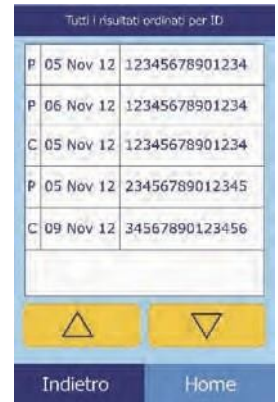 Tutti i risultati ordinati per ID
P 05 Nov 12 12345678901234
P 06 Nov 12 12345678901234
C 05 Nov 12 12345678901234
P 05 Nov 12 23456789012345
C 09 Nov 12 34567890123456
Indietro Home